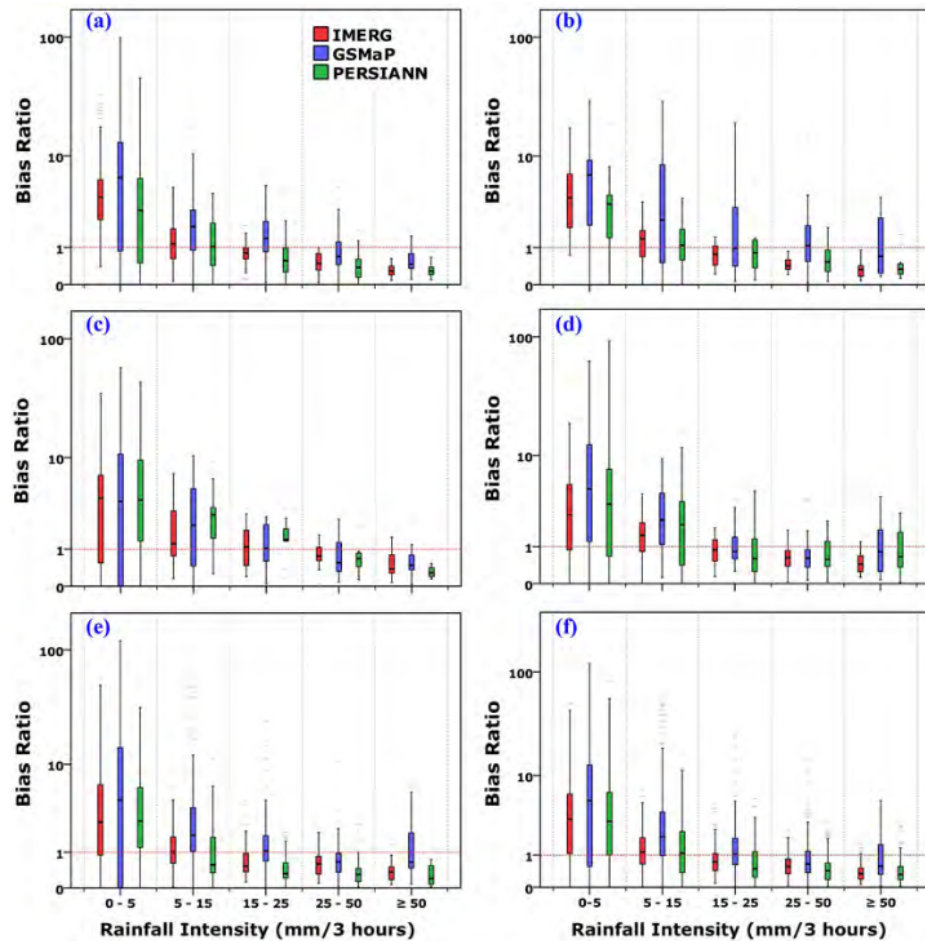 (a)
IMERG
GSMaP
PERSIANN
100
10
1
0
Bias Ratio
(b)
100
10
1
0
Bias Ratio
(c)
100
10
1
0
Bias Ratio
(d)
100
10
1
0
Bias Ratio
(e)
100
10
1
0
Bias Ratio
0 - 5 5 - 15 15 - 25 25 - 50 ≥ 50
Rainfall Intensity (mm/3 hours)
(f)
100
10
1
0
Bias Ratio
0-5 5 - 15 15 - 25 25 - 50 ≥ 50
Rainfall Intensity (mm/3 hours)